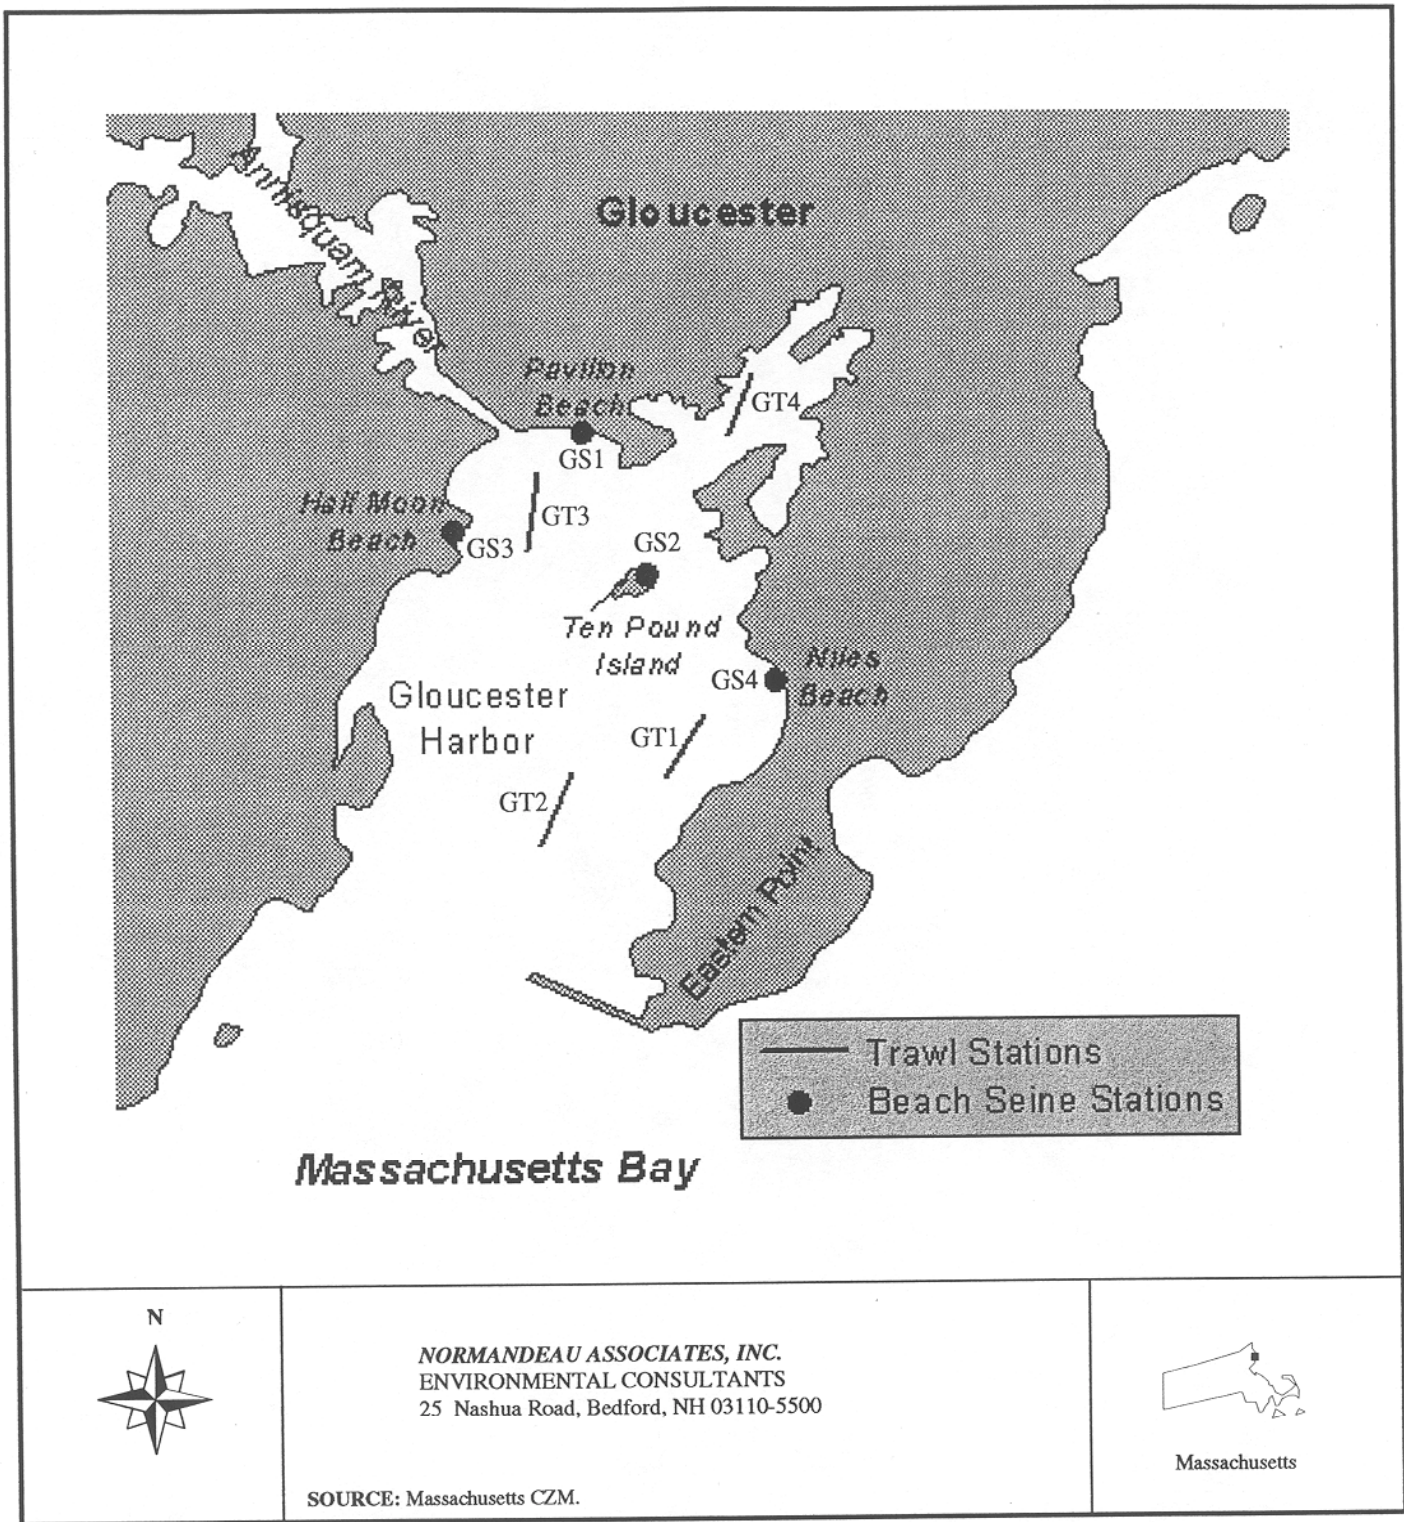 Annisquam River
Gloucester
Pavilion
Beach
GT4
GS1
Half Moon
Beach
GT3
GS3
GS2
Ten Pound
Island
Niles
Beach
GS4
Gloucester
Harbor
GT1
GT2
Eastern Point
Trawl Stations
Beach Seine Stations
Massachusetts Bay
N
NORMANDEAU ASSOCIATES, INC.
ENVIRONMENTAL CONSULTANTS
25 Nashua Road, Bedford, NH 03110-5500
SOURCE: Massachusetts CZM.
Massachusetts